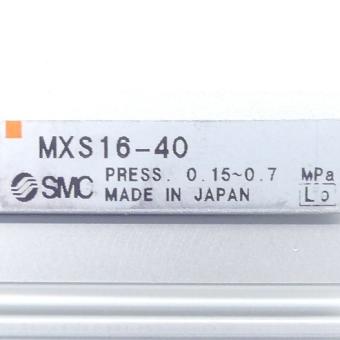 MXS16-40
SMC PRESS. 0.15~0.7 MPa
MADE IN JAPAN